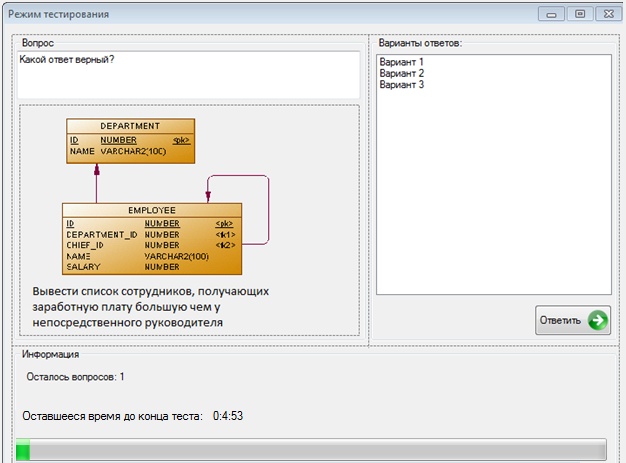 Режим тестирования
Вопрос
Какой ответ верный?
DEPARTMENT
ID NUMBER <pk>
NAME VARCHAR2(100)
EMPLOYEE
ID NUMBER <pk>
DEPARTMENT_ID NUMBER <fk1>
CHIEF_ID NUMBER <fk2>
NAME VARCHAR2(100)
SALARY NUMBER
Вывести список сотрудников, получающих
заработную плату большую чем у
непосредственного руководителя
Варианты ответов:
Вариант 1
Вариант 2
Вариант 3
Ответить
Информация
Осталось вопросов: 1
Оставшееся время до конца теста: 0:4:53